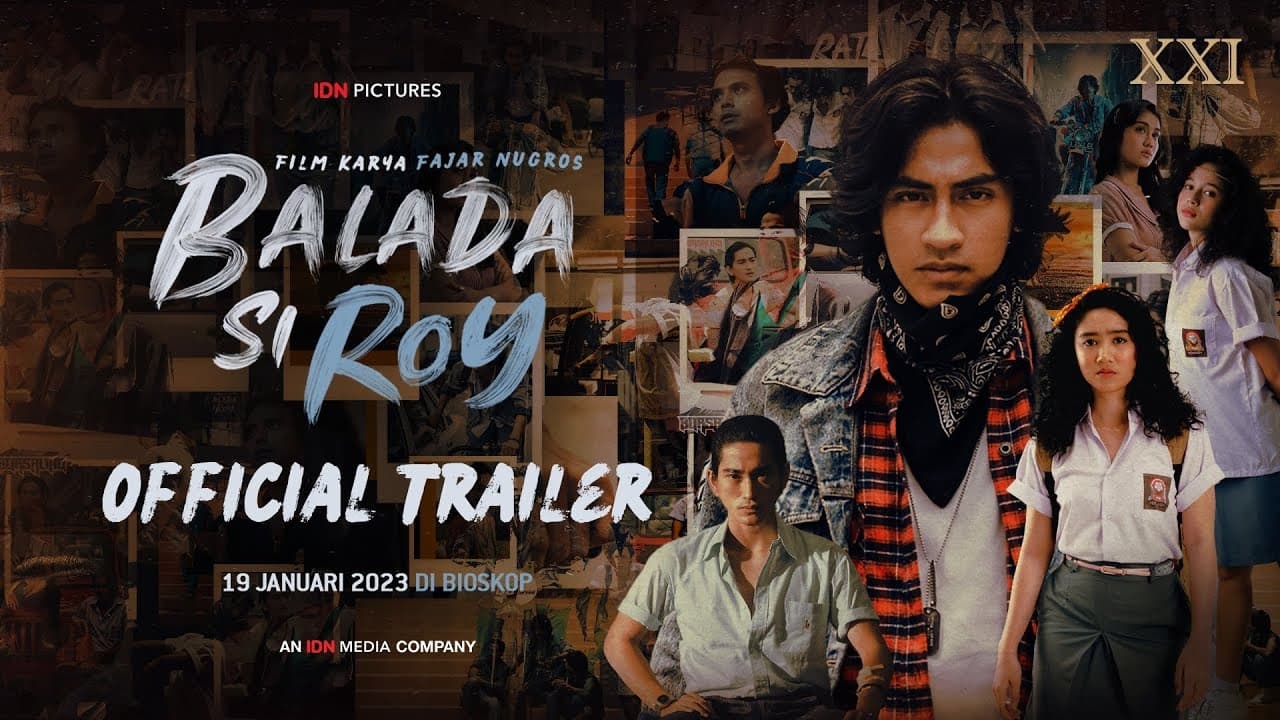 XXI
IDN PICTURES
FILM KARYA FAJAR NUGROS
BALADA
SI ROY
OFFICIAL TRAILER
19 JANUARI 2023 DI BIOSKOP
AN IDN MEDIA COMPANY